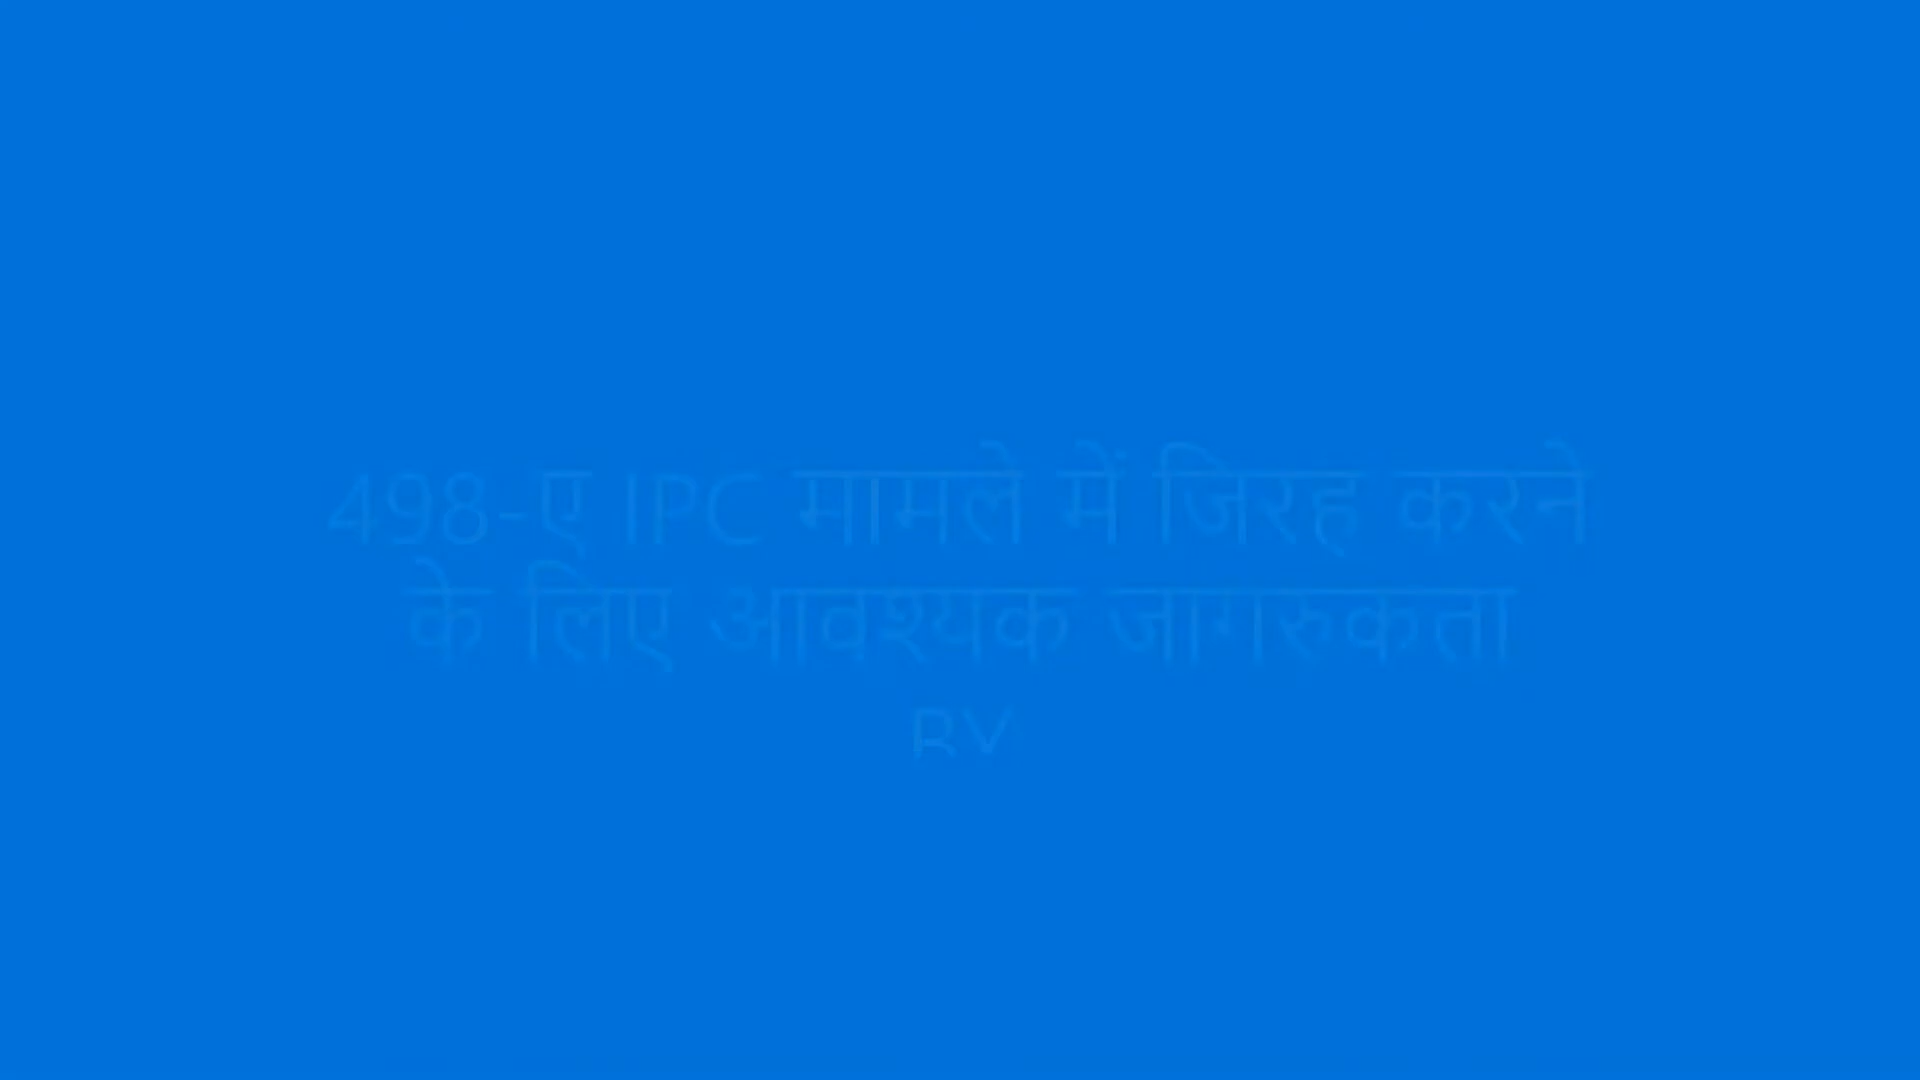 498-ए IPC मामले में जिरह करने
के लिए आवश्यक जागरुकता
BY